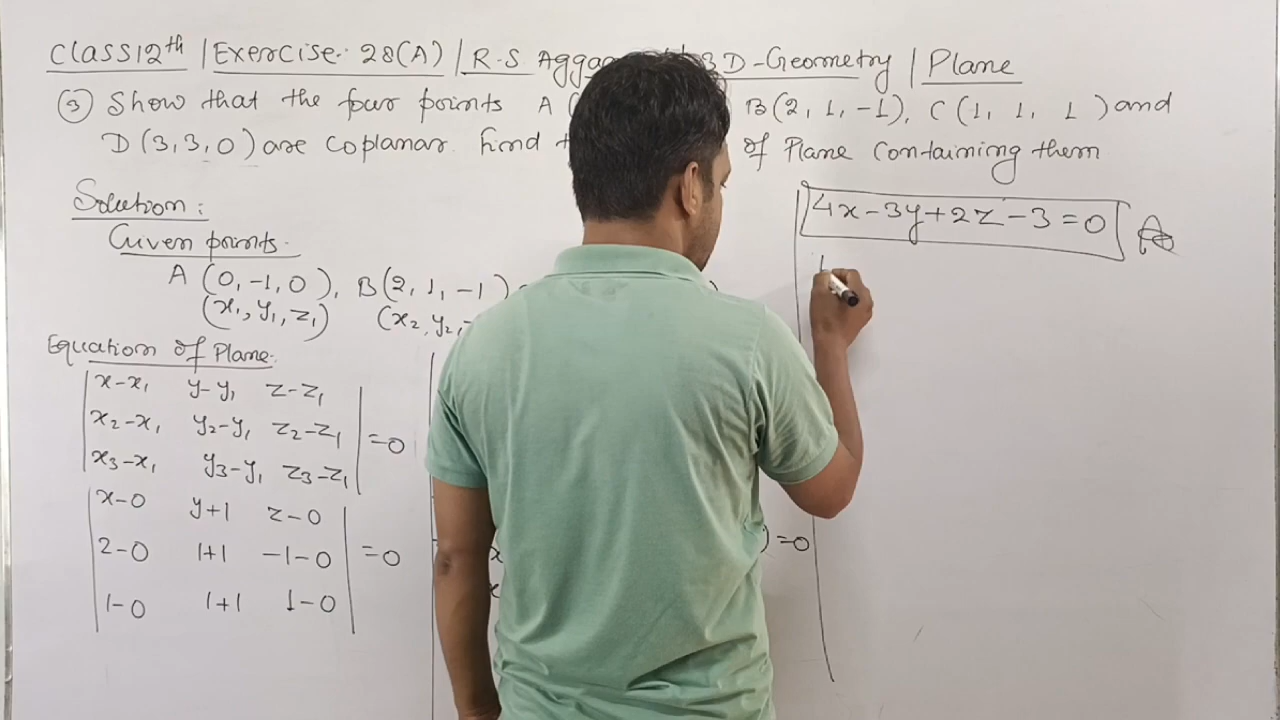 Class 12th | Exercise: 28(A) | R.S Agga 3D-Geometry | Plane
(3) Show that the four points A ( B(2, 1, -1), C (1, 1, 1 ) and
D (3, 3, 0) are coplanar. Find of Plane Containing them
Solution:
Given points.
A (0, -1, 0 ), B(2, 1, -1 )
(x₁, y₁, z₁) (x₂, y₂,
Equation of Plane:
| x-x₁ y-y₁ z-z₁ |
| x₂-x₁ y₂-y₁ z₂-z₁ | =0
| x₃-x₁ y₃-y₁ z₃-z₁ |
| x-0 y+1 z-0 |
| 2-0 1+1 -1-0 | =0
| 1-0 1+1 1-0 |
) =0
4x-3y+2z-3=0